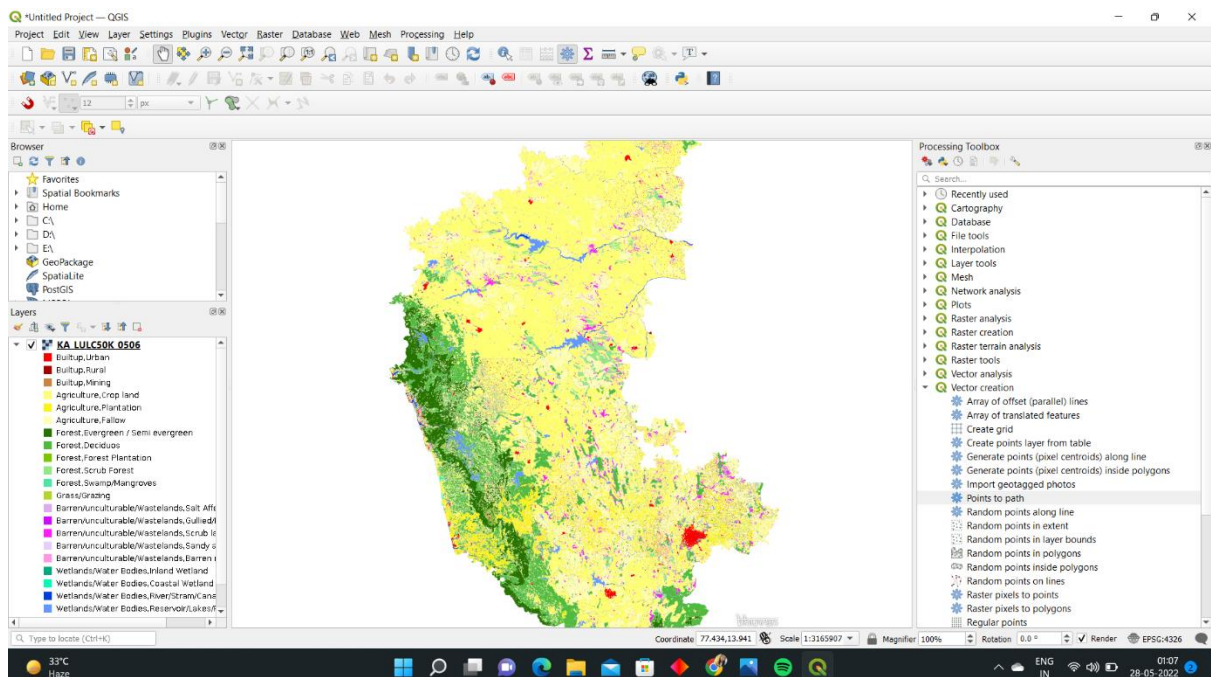 *Untitled Project — QGIS
Project Edit View Layer Settings Plugins Vector Raster Database Web Mesh Processing Help
12 px
Browser
Favorites
Spatial Bookmarks
Home
C:\
D:\
E:\
GeoPackage
SpatiaLite
PostGIS
Layers
KA_LULC50K_0506
Builtup,Urban
Builtup,Rural
Builtup,Mining
Agriculture,Crop land
Agriculture,Plantation
Agriculture,Fallow
Forest,Evergreen / Semi evergreen
Forest,Deciduos
Forest,Forest Plantation
Forest,Scrub Forest
Forest,Swamp/Mangroves
Grass/Grazing
Barren/unculturable/Wastelands,Salt Affe
Barren/unculturable/Wastelands,Gullied/
Barren/unculturable/Wastelands,Scrub la
Barren/unculturable/Wastelands,Sandy a
Barren/unculturable/Wastelands,Barren
Wetlands/Water Bodies,Inland Wetland
Wetlands/Water Bodies,Coastal Wetland
Wetlands/Water Bodies,River/Stram/Cana
Wetlands/Water Bodies,Reservoir/Lakes/
Processing Toolbox
Search...
Recently used
Cartography
Database
File tools
Interpolation
Layer tools
Mesh
Network analysis
Plots
Raster analysis
Raster creation
Raster terrain analysis
Raster tools
Vector analysis
Vector creation
Array of offset (parallel) lines
Array of translated features
Create grid
Create points layer from table
Generate points (pixel centroids) along line
Generate points (pixel centroids) inside polygons
Import geotagged photos
Points to path
Random points along line
Random points in extent
Random points in layer bounds
Random points in polygons
Random points inside polygons
Random points on lines
Raster pixels to points
Raster pixels to polygons
Regular points
Type to locate (Ctrl+K)
Coordinate 77.434,13.941 Scale 1:3165907 Magnifier 100% Rotation 0.0 ° Render EPSG:4326
33°C
Haze
ENG
IN
01:07
28-05-2022
2